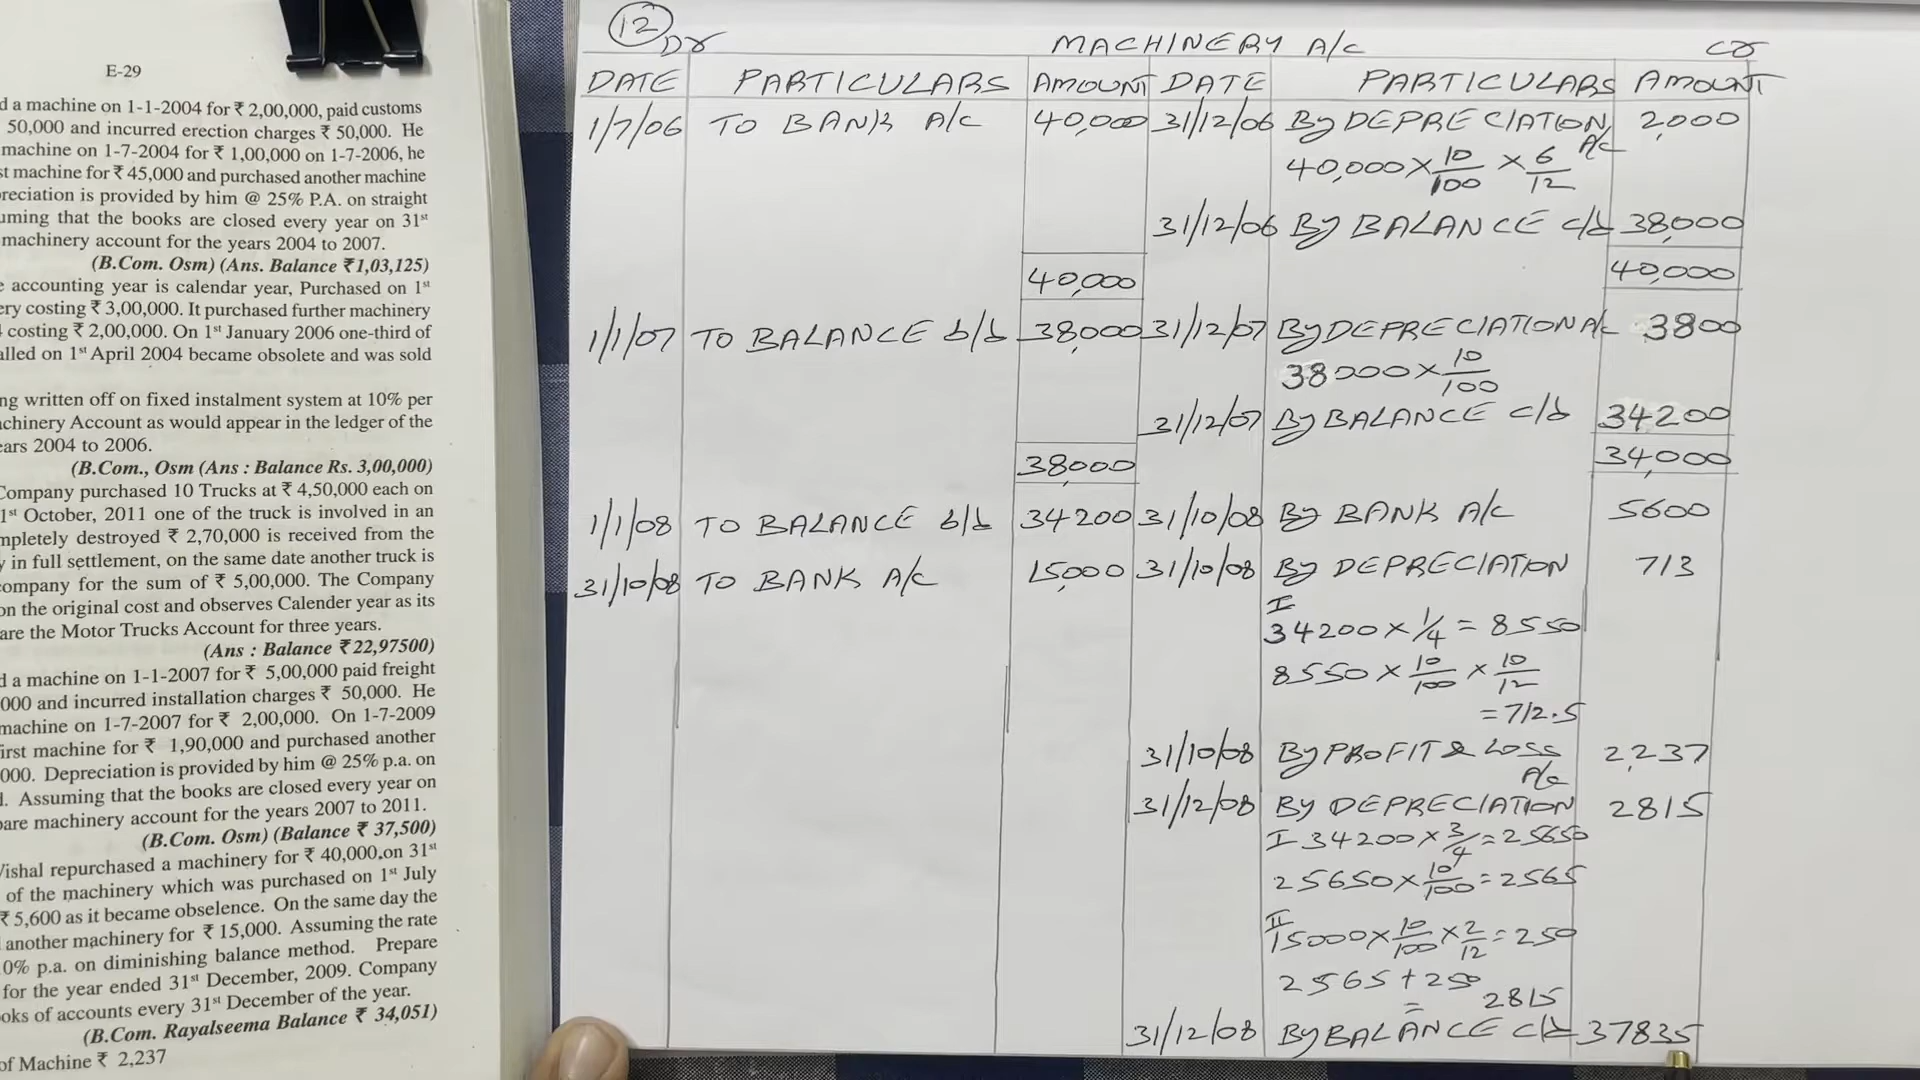 E-29
d a machine on 1-1-2004 for ₹ 2,00,000, paid customs
50,000 and incurred erection charges ₹ 50,000. He
machine on 1-7-2004 for ₹ 1,00,000 on 1-7-2006, he
st machine for ₹ 45,000 and purchased another machine
reciation is provided by him @ 25% P.A. on straight
uming that the books are closed every year on 31st
machinery account for the years 2004 to 2007.
(B.Com. Osm) (Ans. Balance ₹1,03,125)
e accounting year is calendar year, Purchased on 1st
ery costing ₹ 3,00,000. It purchased further machinery
costing ₹ 2,00,000. On 1st January 2006 one-third of
alled on 1st April 2004 became obsolete and was sold
ng written off on fixed instalment system at 10% per
achinery Account as would appear in the ledger of the
ears 2004 to 2006.
(B.Com., Osm (Ans : Balance Rs. 3,00,000)
Company purchased 10 Trucks at ₹ 4,50,000 each on
1st October, 2011 one of the truck is involved in an
mpletely destroyed ₹ 2,70,000 is received from the
y in full settlement, on the same date another truck is
company for the sum of ₹ 5,00,000. The Company
on the original cost and observes Calender year as its
are the Motor Trucks Account for three years.
(Ans : Balance ₹22,97500)
d a machine on 1-1-2007 for ₹ 5,00,000 paid freight
000 and incurred installation charges ₹ 50,000. He
machine on 1-7-2007 for ₹ 2,00,000. On 1-7-2009
irst machine for ₹ 1,90,000 and purchased another
000. Depreciation is provided by him @ 25% p.a. on
l. Assuming that the books are closed every year on
pare machinery account for the years 2007 to 2011.
(B.Com. Osm) (Balance ₹ 37,500)
Vishal repurchased a machinery for ₹ 40,000.on 31st
of the machinery which was purchased on 1st July
₹ 5,600 as it became obselence. On the same day the
another machinery for ₹ 15,000. Assuming the rate
0% p.a. on diminishing balance method. Prepare
for the year ended 31st December, 2009. Company
oks of accounts every 31st December of the year.
(B.Com. Rayalseema Balance ₹ 34,051)
of Machine ₹ 2,237
12
Dr MACHINERY A/c Cr
DATE PARTICULARS AMOUNT DATE PARTICULARS AMOUNT
1/7/06 TO BANK A/c 40,000 31/12/06 By DEPRECIATION A/c 2,000
40,000 × 10/100 × 6/12
31/12/06 By BALANCE c/d 38,000
40,000 40,000
1/1/07 TO BALANCE b/d 38,000 31/12/07 By DEPRECIATION A/c 3800
38000 × 10/100
31/12/07 By BALANCE c/d 34200
38,000 34,000
1/1/08 TO BALANCE b/d 34200 31/10/08 By BANK A/c 5600
31/10/08 TO BANK A/c 15,000 31/10/08 By DEPRECIATION 713
I
34200 × 1/4 = 8550
8550 × 10/100 × 10/12
= 712.5
31/10/08 By PROFIT & LOSS A/c 2,237
31/12/08 By DEPRECIATION 2815
I 34200 × 3/4 = 25650
25650 × 10/100 = 2565
II
15000 × 10/100 × 2/12 = 250
2565 + 250
= 2815
31/12/08 By BALANCE c/d 37835